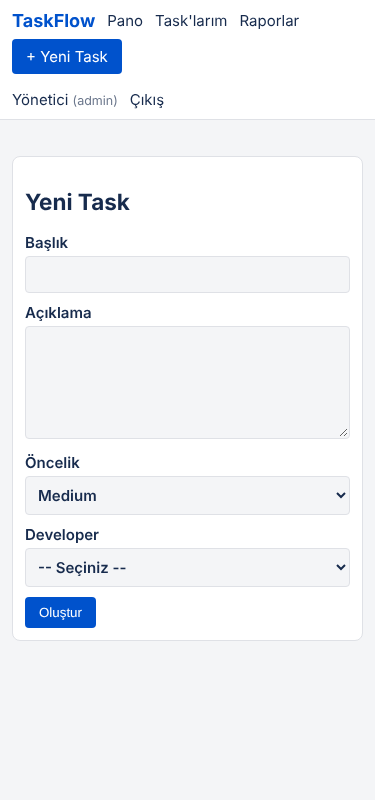 TaskFlow Pano Task'larım Raporlar
+ Yeni Task
Yönetici (admin) Çıkış
Yeni Task
Başlık
Açıklama
Öncelik
Medium
Developer
-- Seçiniz --
Oluştur